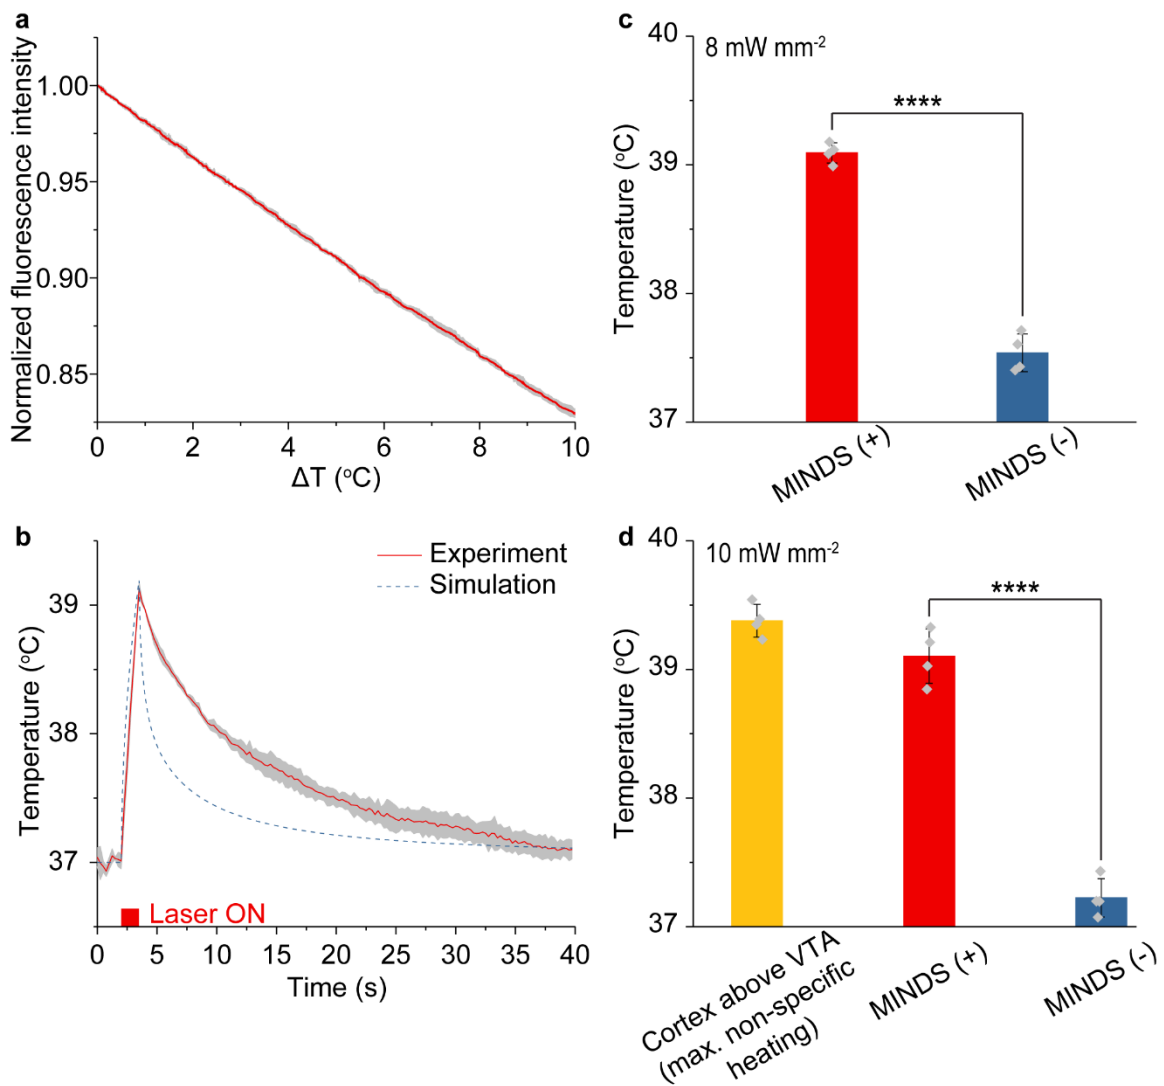 a
Normalized fluorescence intensity
1.00
0.95
0.90
0.85
0
2
4
6
8
10
ΔT (°C)
b
Temperature (°C)
39
38
37
Experiment
Simulation
Laser ON
0
5
10
15
20
25
30
35
40
Time (s)
c
Temperature (°C)
40
39
38
37
8 mW mm⁻²
****
MINDS (+)
MINDS (-)
d
Temperature (°C)
40
39
38
37
10 mW mm⁻²
****
Cortex above VTA
(max. non-specific
heating)
MINDS (+)
MINDS (-)